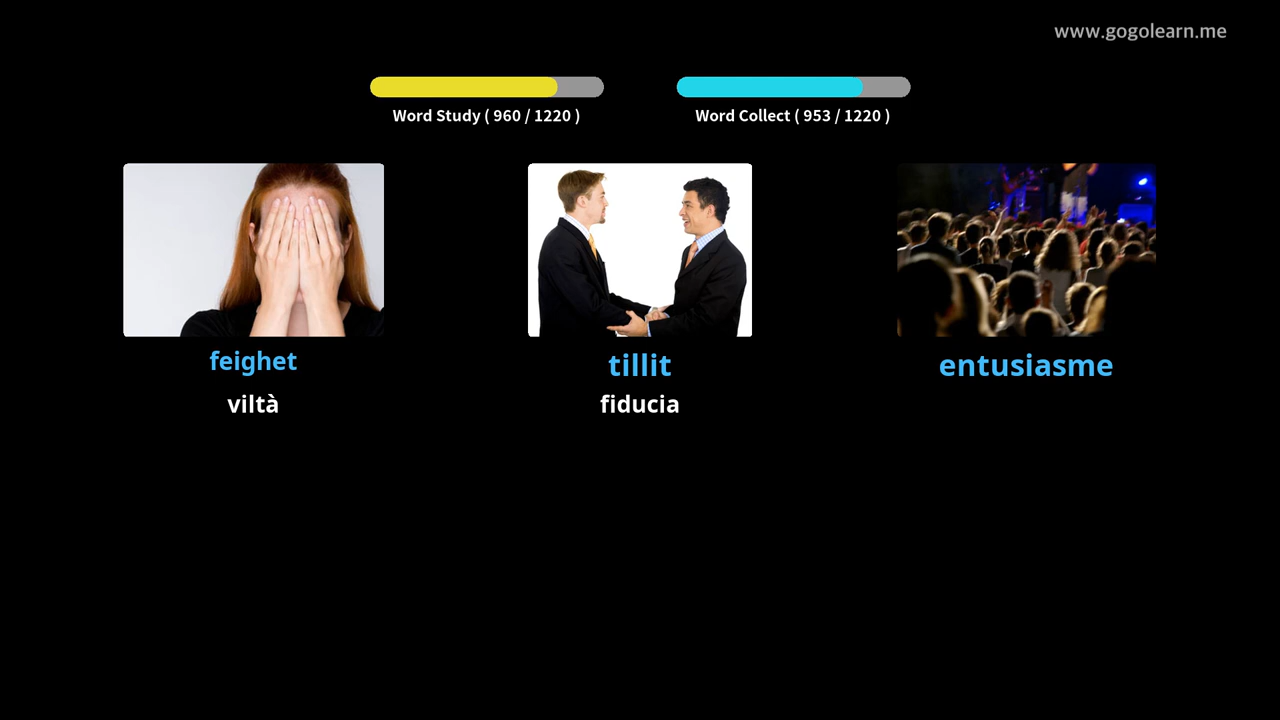 www.gogolearn.me
Word Study ( 960 / 1220 )
Word Collect ( 953 / 1220 )
feighet
tillit
entusiasme
viltà
fiducia